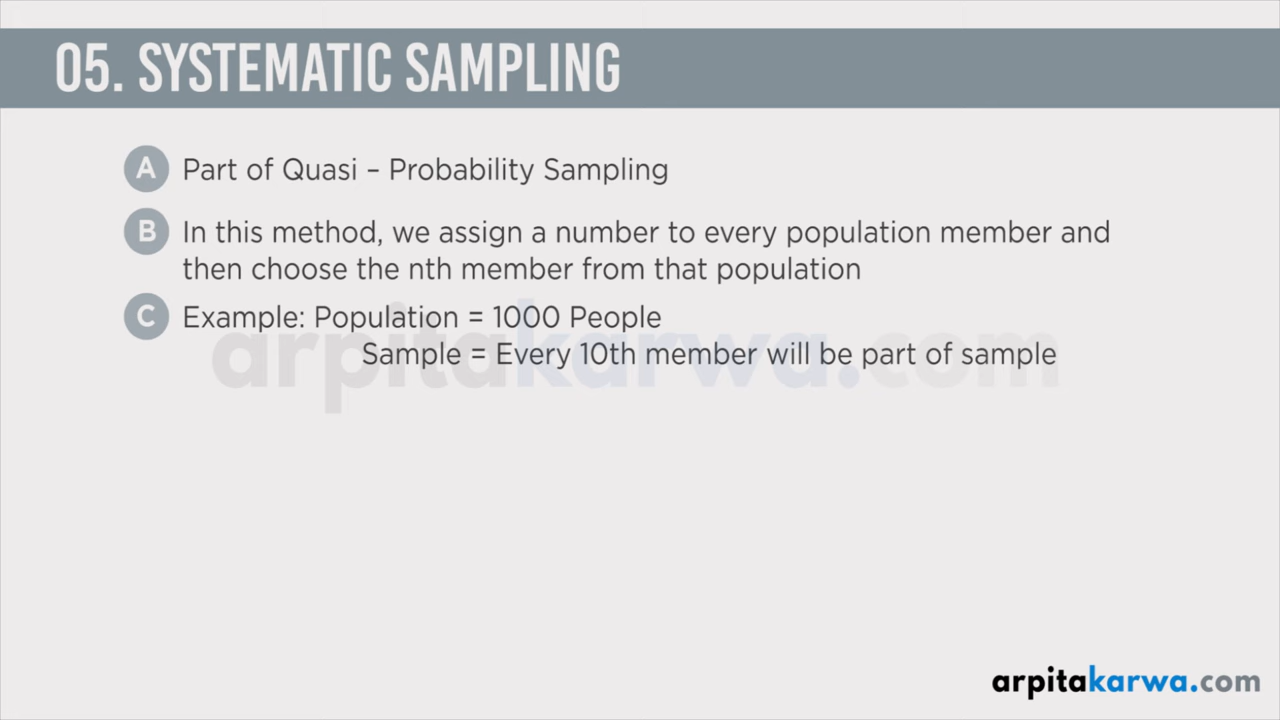 05. SYSTEMATIC SAMPLING
A Part of Quasi – Probability Sampling
B In this method, we assign a number to every population member and
then choose the nth member from that population
C Example: Population = 1000 People
Sample = Every 10th member will be part of sample
arpitakarwa.com
arpitakarwa.com